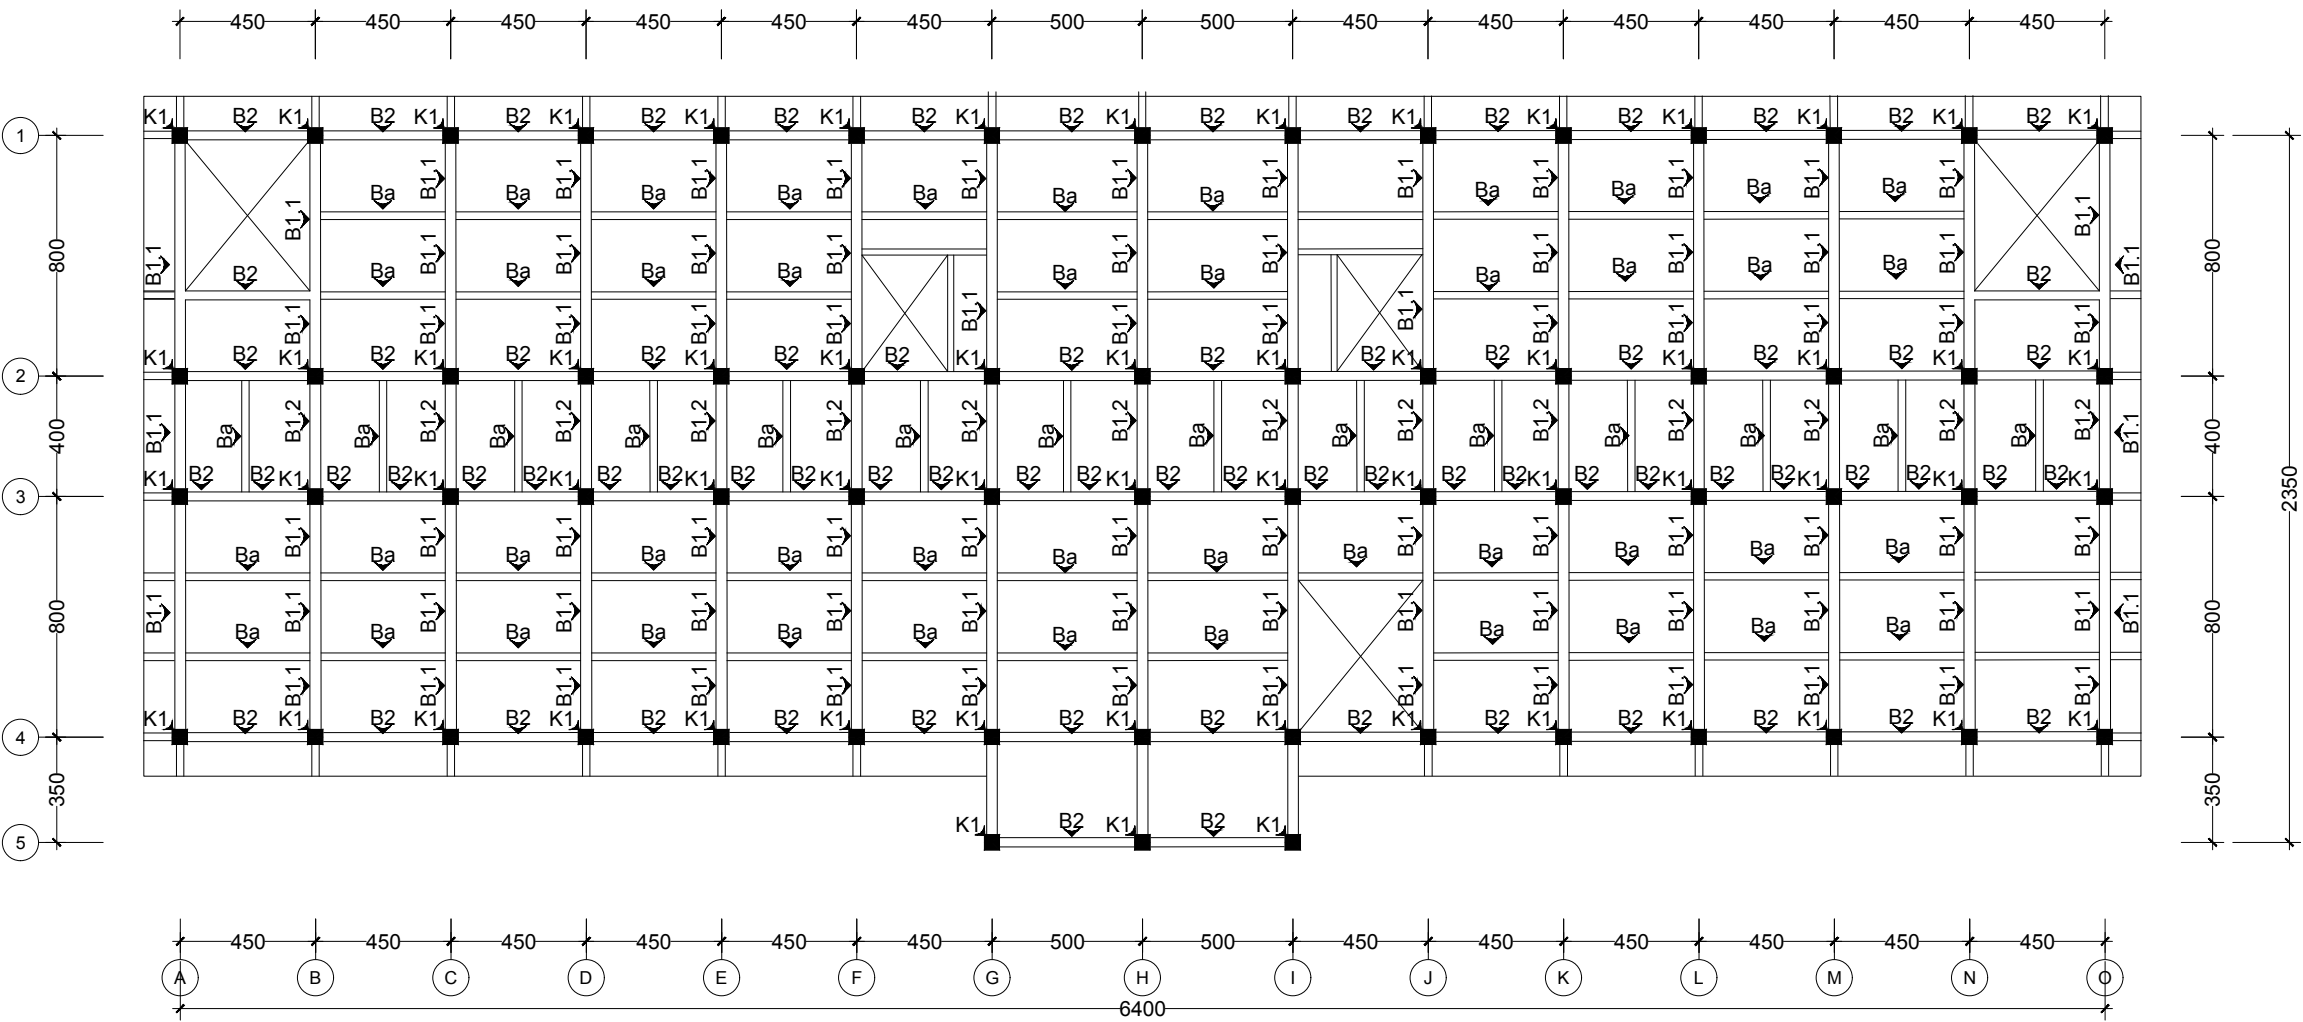 450 450 450 450 450 450 500 500 450 450 450 450 450 450
K1 B2 K1 B2 K1 B2 K1 B2 K1 B2 K1 B2 K1 B2 K1 B2 K1 B2 K1 B2 K1 B2 K1 B2 K1 B2 K1 B2 K1
1
B1.1 B1.1 B1.1 B1.1 B1.1 B1.1 B1.1 B1.1 B1.1 B1.1 B1.1 B1.1
Ba Ba Ba Ba Ba Ba Ba Ba Ba Ba Ba
B1.1 B1.1
800 B1.1 B1.1 B1.1 B1.1 B1.1 B1.1 B1.1 B1.1 B1.1 B1.1 B1.1 B1.1 800
B2 Ba Ba Ba Ba Ba Ba Ba Ba Ba Ba B2
B1.1 B1.1 B1.1 B1.1 B1.1 B1.1 B1.1 B1.1 B1.1 B1.1 B1.1 B1.1 B1.1 B1.1
K1 B2 K1 B2 K1 B2 K1 B2 K1 B2 K1 B2 K1 B2 K1 B2 K1 B2 K1 B2 K1 B2 K1 B2 K1 B2 K1 B2 K1
2
B1.2 B1.2 B1.2 B1.2 B1.2 B1.2 B1.2 B1.2 B1.2 B1.2 B1.2 B1.2 B1.2 B1.2
400 B1.1 Ba Ba Ba Ba Ba Ba Ba Ba Ba Ba Ba Ba Ba Ba B1.1 400
K1 B2 B2 K1 B2 B2 K1 B2 B2 K1 B2 B2 K1 B2 B2 K1 B2 B2 K1 B2 B2 K1 B2 B2 K1 B2 B2 K1 B2 B2 K1 B2 B2 K1 B2 B2 K1 B2 B2 K1 B2 B2 K1
3
2350
B1.1 B1.1 B1.1 B1.1 B1.1 B1.1 B1.1 B1.1 B1.1 B1.1 B1.1 B1.1 B1.1 B1.1
Ba Ba Ba Ba Ba Ba Ba Ba Ba Ba Ba Ba Ba
800 B1.1 B1.1 B1.1 B1.1 B1.1 B1.1 B1.1 B1.1 B1.1 B1.1 B1.1 B1.1 B1.1 B1.1 B1.1 B1.1 800
Ba Ba Ba Ba Ba Ba Ba Ba Ba Ba Ba Ba
B1.1 B1.1 B1.1 B1.1 B1.1 B1.1 B1.1 B1.1 B1.1 B1.1 B1.1 B1.1 B1.1 B1.1
K1 B2 K1 B2 K1 B2 K1 B2 K1 B2 K1 B2 K1 B2 K1 B2 K1 B2 K1 B2 K1 B2 K1 B2 K1 B2 K1 B2 K1
4
350 350
K1 B2 K1 B2 K1
5
450 450 450 450 450 450 500 500 450 450 450 450 450 450
A B C D E F G H I J K L M N O
6400